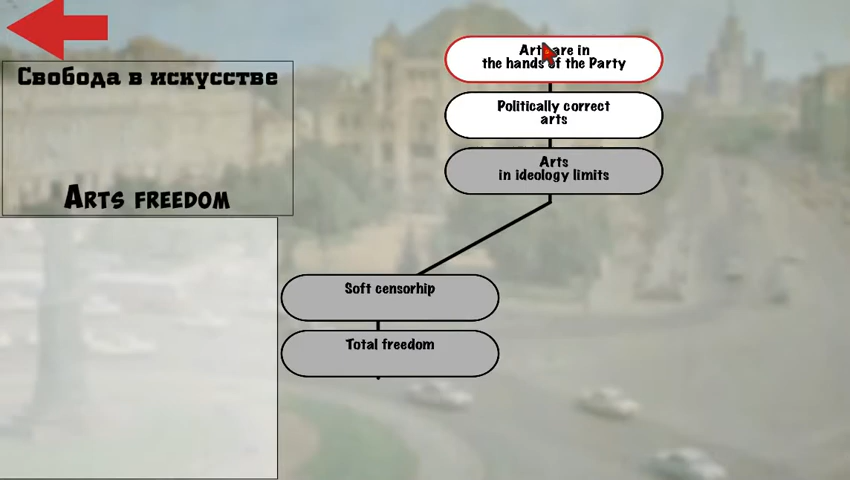 Свобода в искусстве
Arts freedom
Arts are in
the hands of the Party
Politically correct
arts
Arts
in ideology limits
Soft censorhip
Total freedom